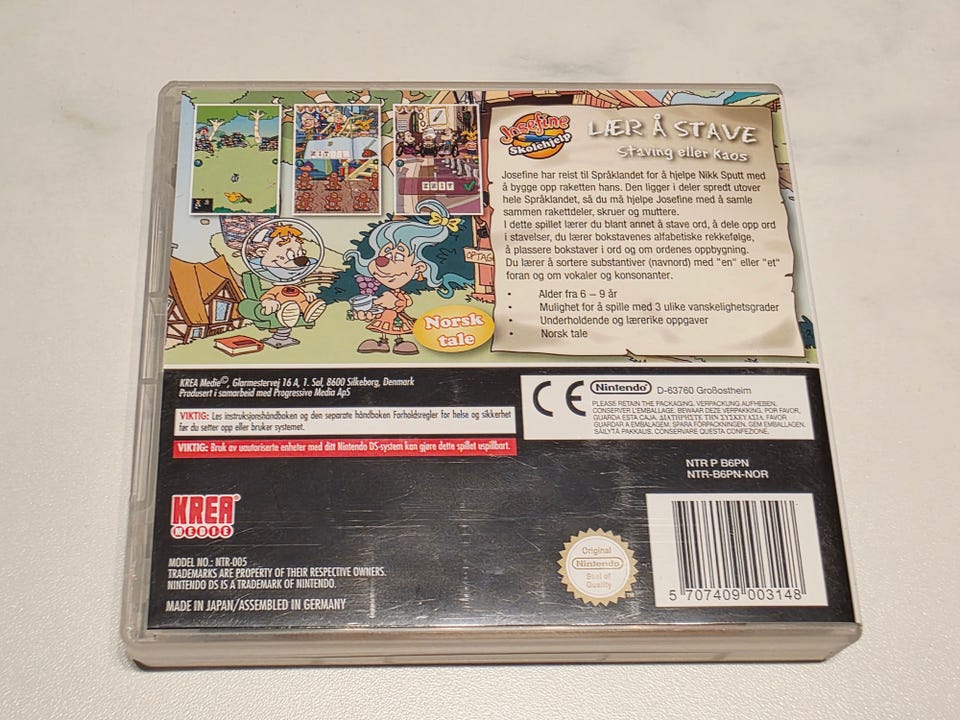 Josefine
Skolehjelp
LÆR Å STAVE
Staving eller Kaos
Josefine har reist til Språklandet for å hjelpe Nikk Sputt med
å bygge opp raketten hans. Den ligger i deler spredt utover
hele Språklandet, så du må hjelpe Josefine med å samle
sammen rakettdeler, skruer og muttere.
I dette spillet lærer du blant annet å stave ord, å dele opp ord
i stavelser, du lærer bokstavenes alfabetiske rekkefølge,
å plassere bokstaver i ord og om ordenes oppbygning.
Du lærer å sortere substantiver (navnord) med "en" eller "et"
foran og om vokaler og konsonanter.
• Alder fra 6 – 9 år
• Mulighet for å spille med 3 ulike vanskelighetsgrader
• Underholdende og lærerike oppgaver
• Norsk tale
OPTAG
Norsk
tale
KREA Medie©, Glarmestervej 16 A, 1. Sal, 8600 Silkeborg, Denmark
Produsert i samarbeid med Progressive Media ApS
VIKTIG: Les instruksjonshåndboken og den separate håndboken Forholdsregler for helse og sikkerhet
før du setter opp eller bruker systemet.
VIKTIG: Bruk av uautoriserte enheter med ditt Nintendo DS-system kan gjøre dette spillet uspillbart.
CE
Nintendo
D-63760 Großostheim
PLEASE RETAIN THE PACKAGING. VERPACKUNG AUFHEBEN.
CONSERVER L'EMBALLAGE. BEWAAR DEZE VERPAKKING. POR FAVOR,
GUARDA ESTA CAJA. ΔΙΑΤΗΡΗΣΤΕ ΤΗΝ ΣΥΣΚΕΥΑΣΙΑ. PER FAVORE
GUARDAR A EMBALAGEM. SPARA FÖRPACKNINGEN. GEM EMBALLAGEN.
SÄILYTÄ PAKKAUS. CONSERVARE QUESTA CONFEZIONE.
NTR P B6PN
NTR-B6PN-NOR
KREA®
MEDIE
MODEL NO.: NTR-005
TRADEMARKS ARE PROPERTY OF THEIR RESPECTIVE OWNERS.
NINTENDO DS IS A TRADEMARK OF NINTENDO.
MADE IN JAPAN/ASSEMBLED IN GERMANY
Original
Nintendo
Seal of
Quality
5 707409 003148